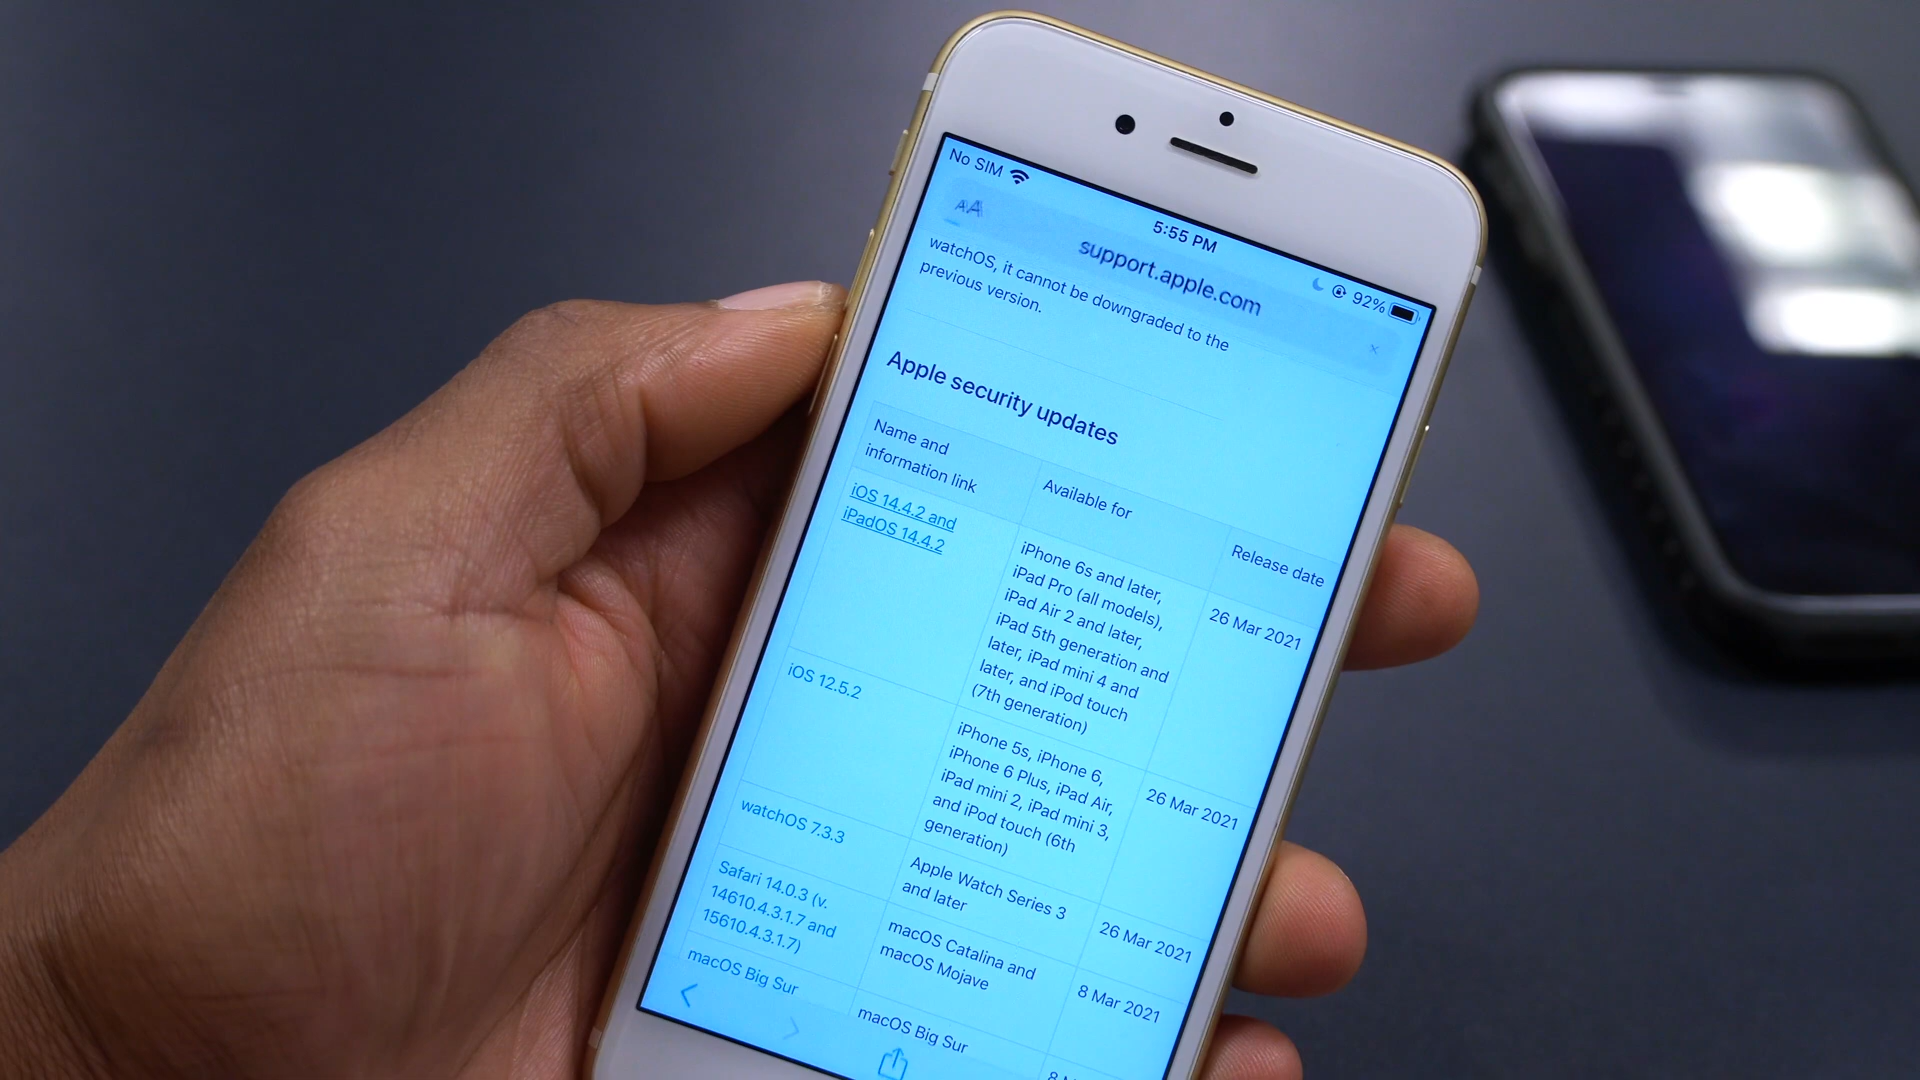 No SIM
5:55 PM
92%
AA
support.apple.com
watchOS, it cannot be downgraded to the
previous version.
Apple security updates
Name and
information link
Available for
Release date
iOS 14.4.2 and
iPadOS 14.4.2
iPhone 6s and later,
iPad Pro (all models),
iPad Air 2 and later,
iPad 5th generation and
later, iPad mini 4 and
later, and iPod touch
(7th generation)
26 Mar 2021
iOS 12.5.2
iPhone 5s, iPhone 6,
iPhone 6 Plus, iPad Air,
iPad mini 2, iPad mini 3,
and iPod touch (6th
generation)
26 Mar 2021
watchOS 7.3.3
Apple Watch Series 3
and later
26 Mar 2021
Safari 14.0.3 (v.
14610.4.3.1.7 and
15610.4.3.1.7)
macOS Catalina and
macOS Mojave
8 Mar 2021
macOS Big Sur
macOS Big Sur